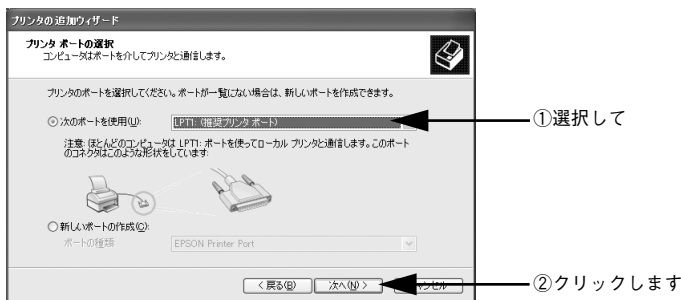 プリンタの追加ウィザード
プリンタ ポートの選択
コンピュータはポートを介してプリンタと通信します。
プリンタのポートを選択してください。ポートが一覧にない場合は、新しいポートを作成できます。
次のポートを使用(U):
LPT1: (推奨プリンタ ポート)
①選択して
注意: ほとんどのコンピュータは LPT1: ポートを使ってローカル プリンタと通信します。このポート
のコネクタはこのような形状をしています:
新しいポートの作成(C):
ポートの種類
EPSON Printer Port
< 戻る(B)
次へ(N) >
キャンセル
②クリックします